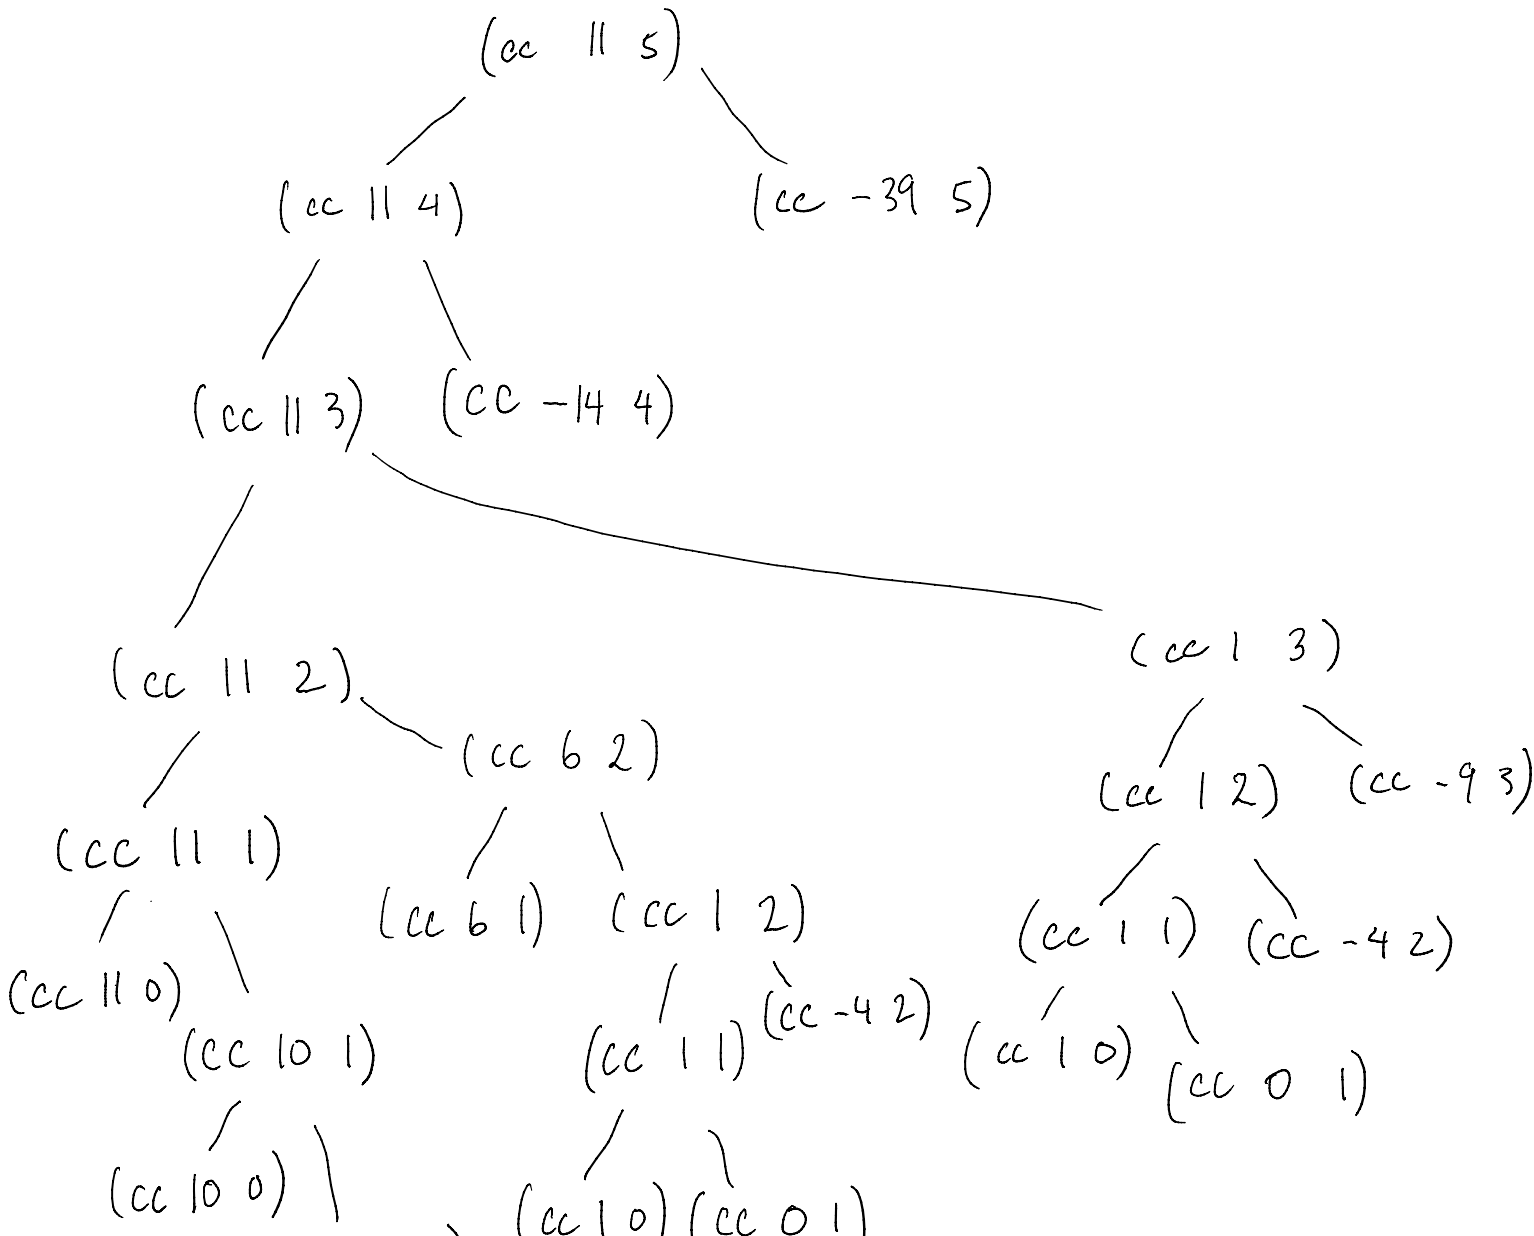 (cc 11 5)
(cc 11 4) (cc -39 5)
(cc 11 3) (cc -14 4)
(cc 11 2) (cc 1 3)
(cc 6 2)
(cc 1 2) (cc -9 3)
(cc 11 1)
(cc 6 1) (cc 1 2) (cc 1 1) (cc -4 2)
(cc 11 0) (cc -4 2)
(cc 10 1) (cc 1 1) (cc 1 0) (cc 0 1)
(cc 10 0) (cc 1 0) (cc 0 1)